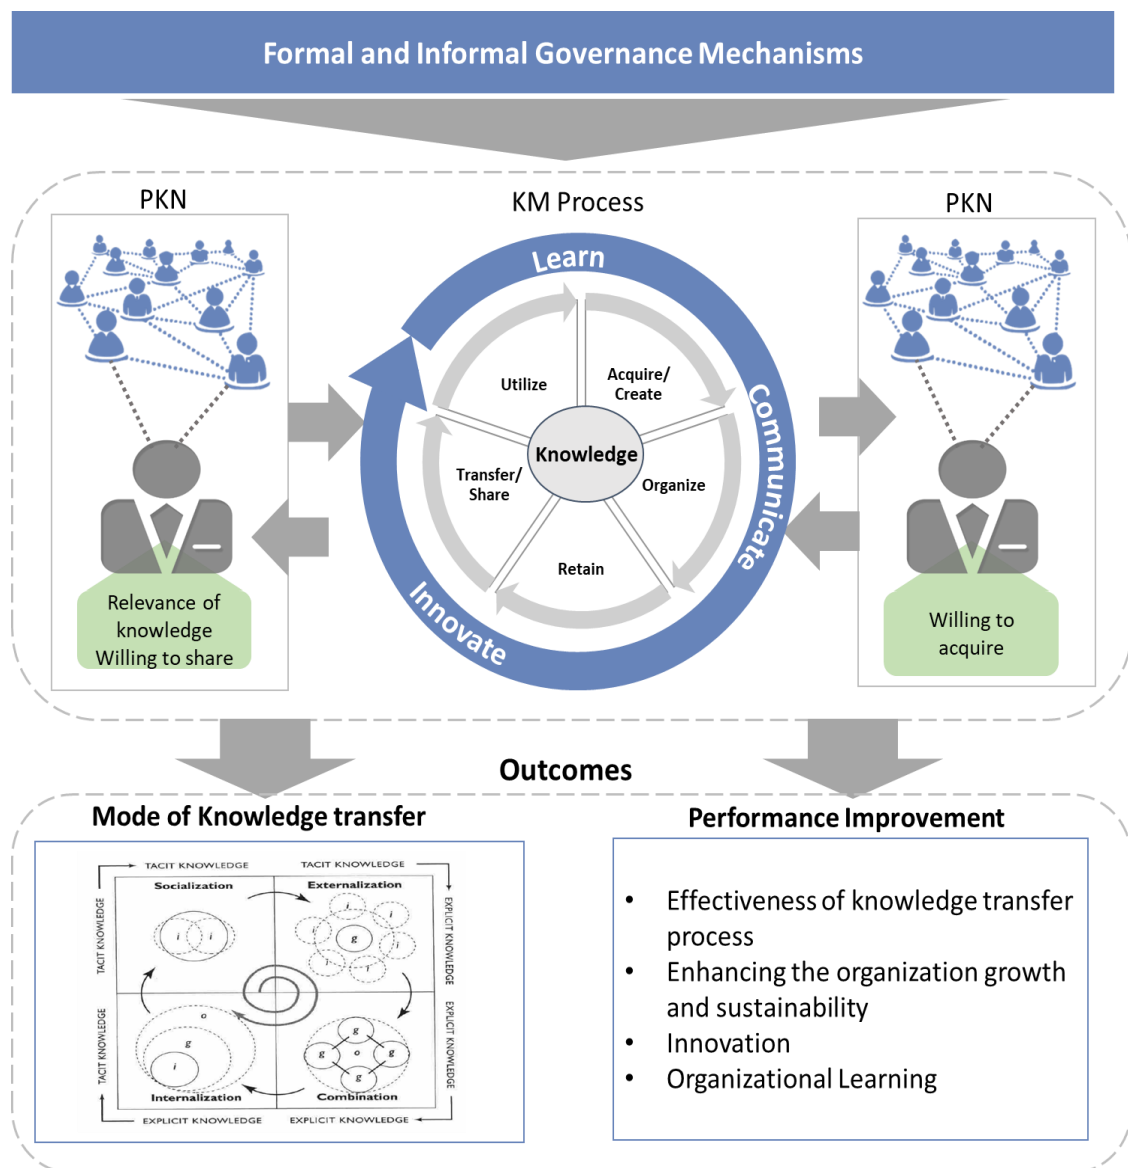 Formal and Informal Governance Mechanisms
PKN
KM Process
PKN
Learn
Communicate
Innovate
Utilize
Acquire/
Create
Knowledge
Transfer/
Share
Organize
Retain
Relevance of
knowledge
Willing to share
Willing to
acquire
Outcomes
Mode of Knowledge transfer
TACIT KNOWLEDGE
TACIT KNOWLEDGE
TACIT KNOWLEDGE
Socialization
Externalization
EXPLICIT KNOWLEDGE
i
i
i
i
i
i
i
i
g
TACIT KNOWLEDGE
o
g
i
g
g
o
g
g
EXPLICIT KNOWLEDGE
Internalization
Combination
EXPLICIT KNOWLEDGE
EXPLICIT KNOWLEDGE
Performance Improvement
• Effectiveness of knowledge transfer
process
• Enhancing the organization growth
and sustainability
• Innovation
• Organizational Learning